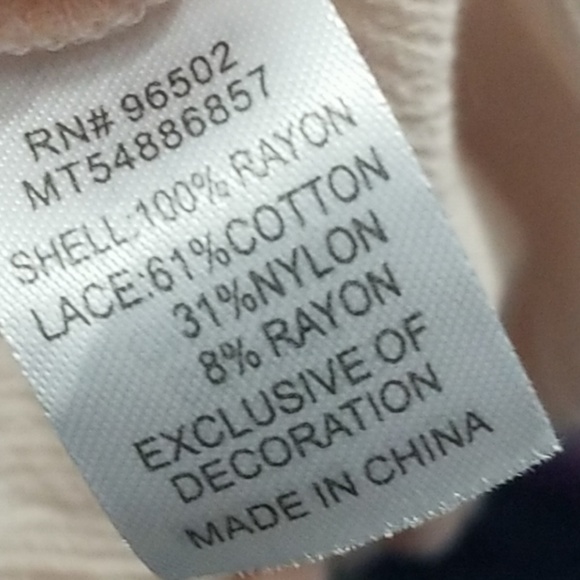 RN# 96502
MT54886857
SHELL:100% RAYON
LACE:61%COTTON
31%NYLON
8% RAYON
EXCLUSIVE OF
DECORATION
MADE IN CHINA